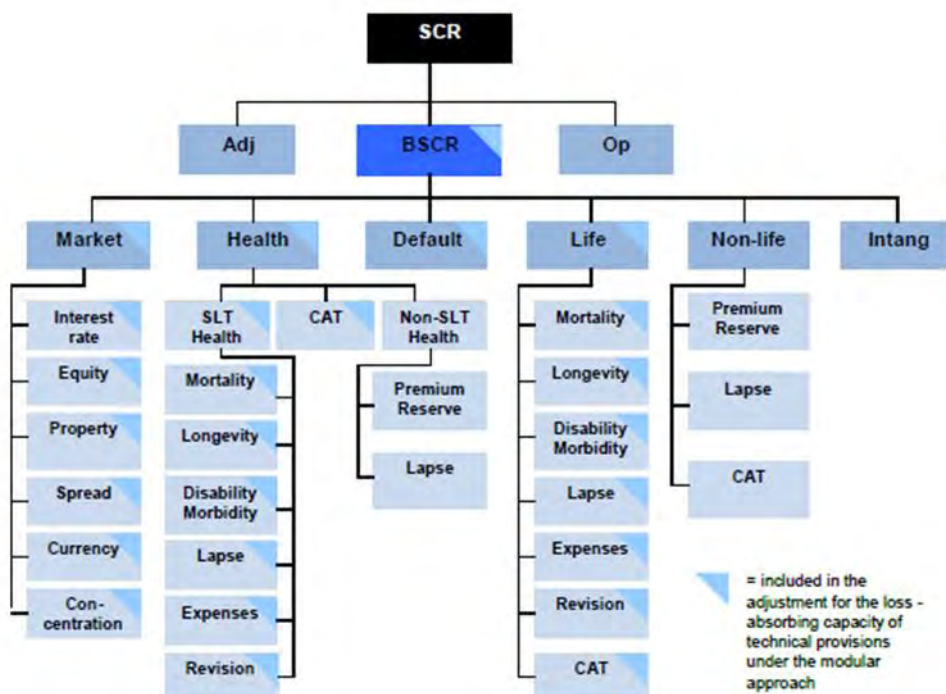 SCR
Adj
BSCR
Op
Market
Health
Default
Life
Non-life
Intang
Interest
rate
Equity
Property
Spread
Currency
Con-
centration
SLT
Health
CAT
Non-SLT
Health
Mortality
Longevity
Disability
Morbidity
Lapse
Expenses
Revision
Premium
Reserve
Lapse
Mortality
Longevity
Disability
Morbidity
Lapse
Expenses
Revision
CAT
Premium
Reserve
Lapse
CAT
= included in the
adjustment for the loss -
absorbing capacity of
technical provisions
under the modular
approach